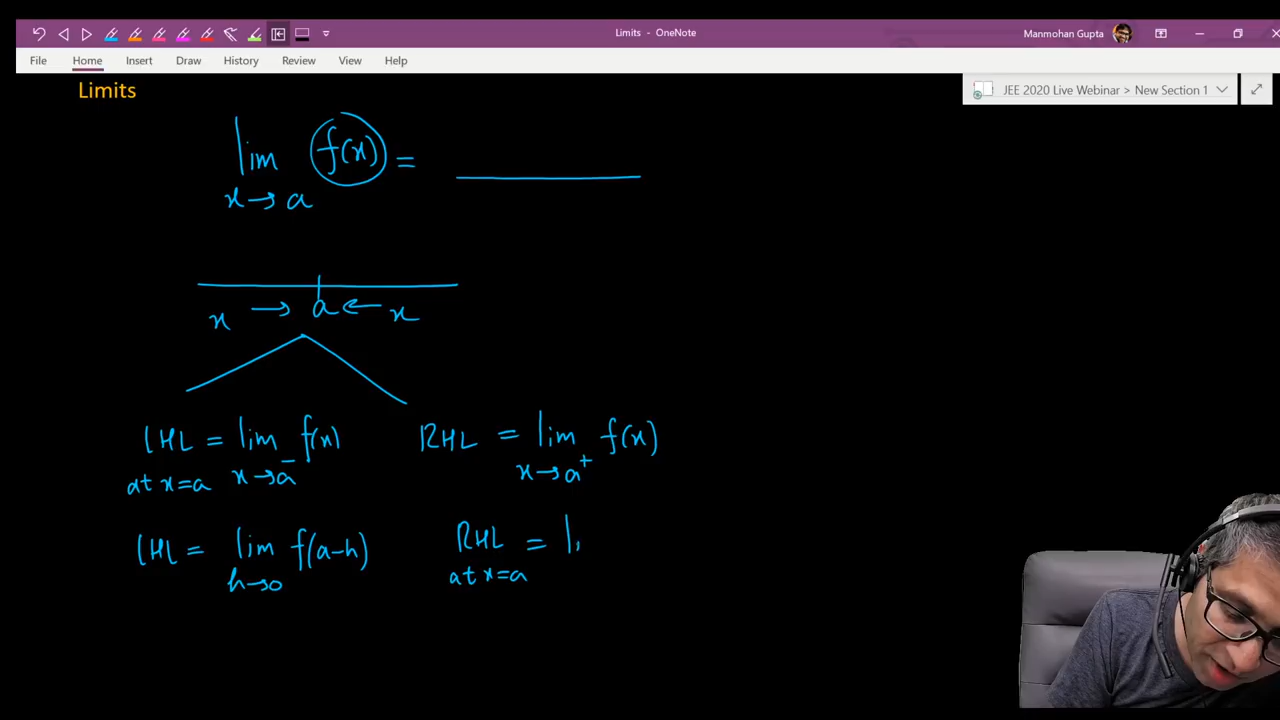 Limits - OneNote
Manmohan Gupta
File Home Insert Draw History Review View Help
Limits
JEE 2020 Live Webinar > New Section 1
lim f(x) =
x→a
x → a ← x
LHL = lim f(x) RHL = lim f(x)
at x=a x→a⁻ x→a⁺
LHL = lim f(a-h) RHL = l
h→0 at x=a